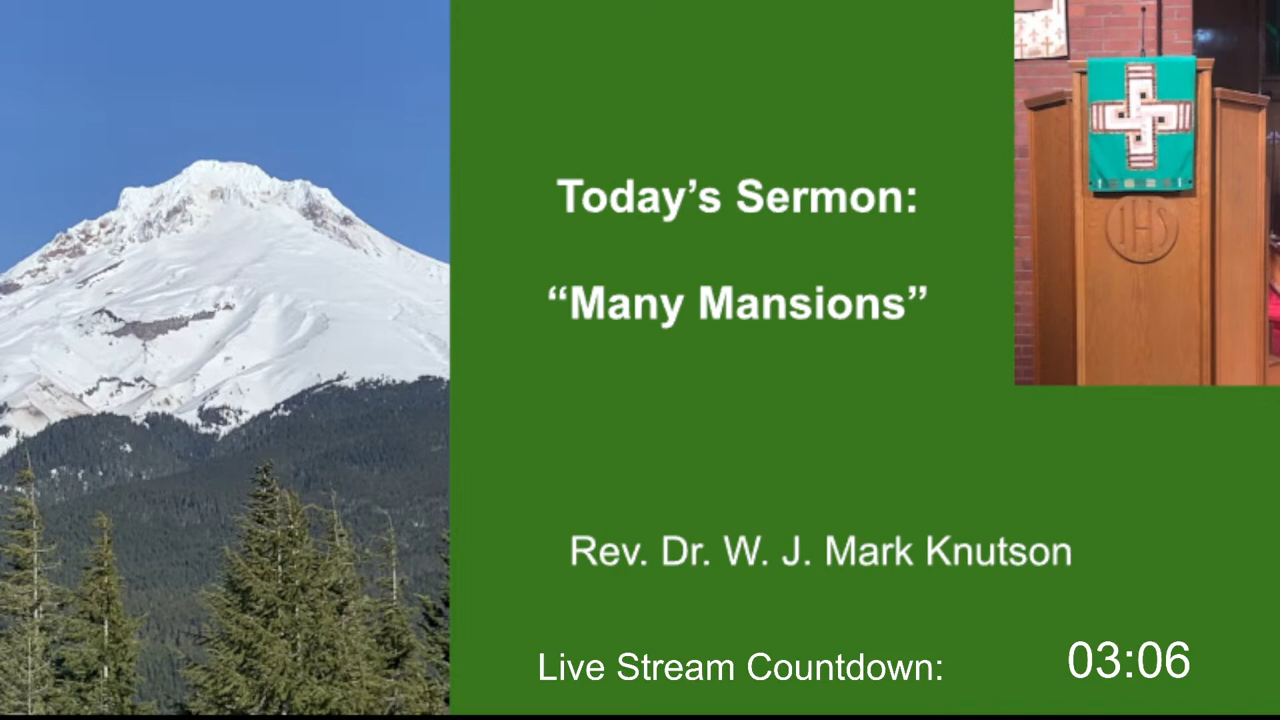 Today’s Sermon:
“Many Mansions”
IHS
Rev. Dr. W. J. Mark Knutson
Live Stream Countdown:
03:06